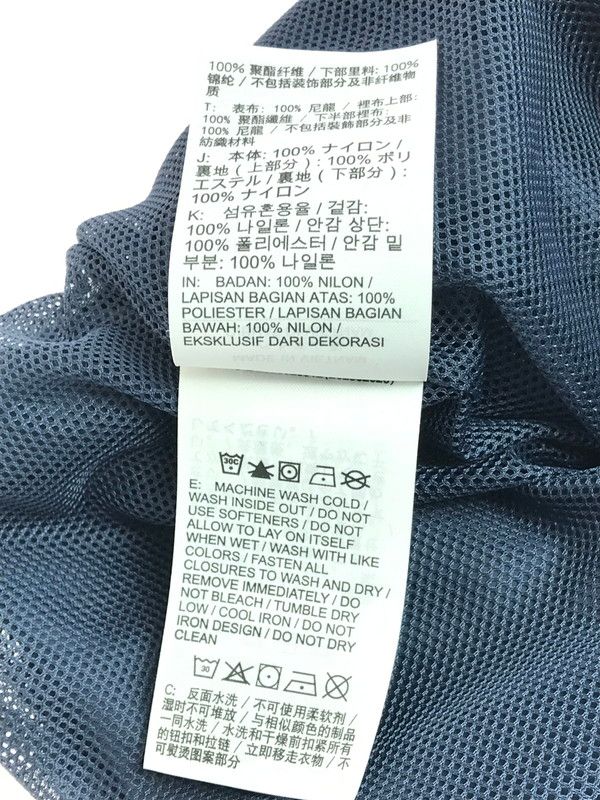 100% 聚酯纤维 / 下部里料: 100%
锦纶 / 不包括装饰部分及非纤维物
质
T: 表布: 100% 尼龍 / 裡布上部:
100% 聚酯纖維 / 下半部裡布:
100% 尼龍 / 不包括裝飾部分及非
紡織材料
J: 本体: 100% ナイロン /
裏地 (上部分) : 100% ポリ
エステル / 裏地 (下部分) :
100% ナイロン
K: 섬유혼용율 / 겉감:
100% 나일론 / 안감 상단:
100% 폴리에스터 / 안감 밑
부분: 100% 나일론
IN: BADAN: 100% NILON /
LAPISAN BAGIAN ATAS: 100%
POLIESTER / LAPISAN BAGIAN
BAWAH: 100% NILON /
EKSKLUSIF DARI DEKORASI
30C
E: MACHINE WASH COLD /
WASH INSIDE OUT / DO NOT
USE SOFTENERS / DO NOT
ALLOW TO LAY ON ITSELF
WHEN WET / WASH WITH LIKE
COLORS / FASTEN ALL
CLOSURES TO WASH AND DRY /
REMOVE IMMEDIATELY / DO
NOT BLEACH / TUMBLE DRY
LOW / COOL IRON / DO NOT
IRON DESIGN / DO NOT DRY
CLEAN
30
C: 反面水洗 / 不可使用柔软剂 /
湿时不可堆放 / 与相似颜色的制品
一同水洗 / 水洗和干燥前扣紧所有
的钮扣和拉链 / 立即移走衣物 / 不
可熨烫图案部分